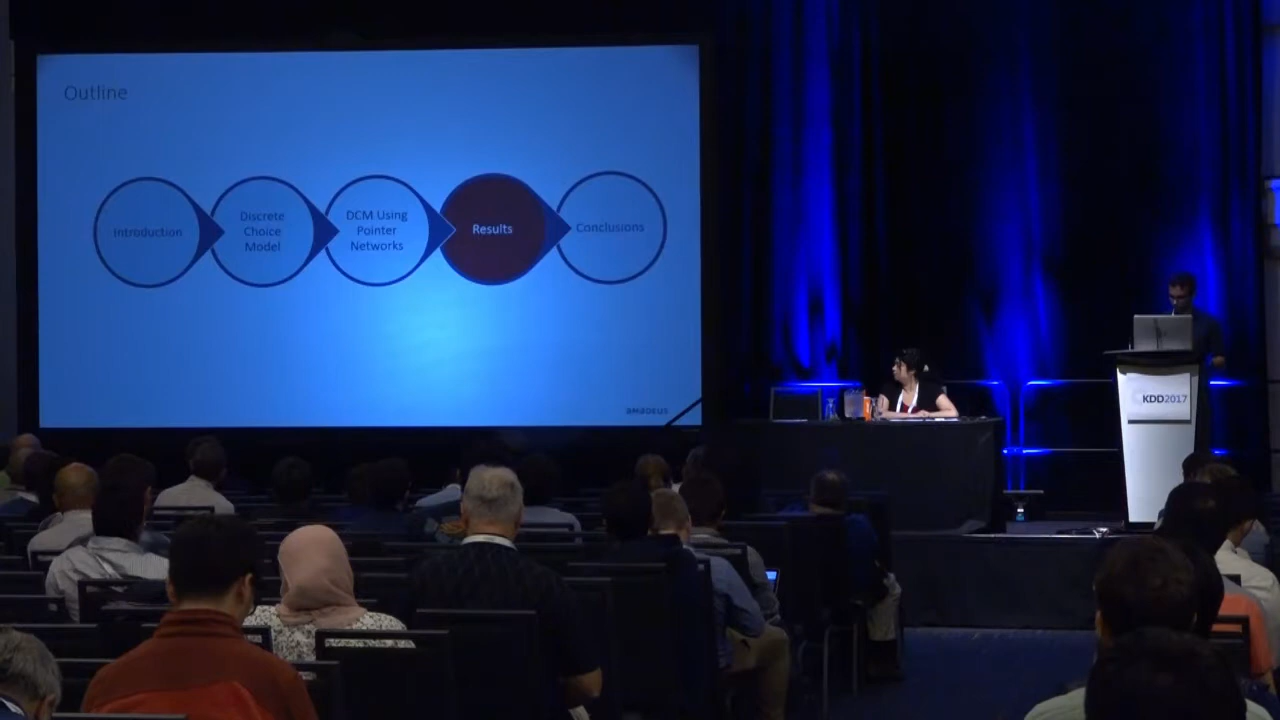 Outline
Introduction
Discrete
Choice
Model
DCM Using
Pointer
Networks
Results
Conclusions
amadeus
KDD2017